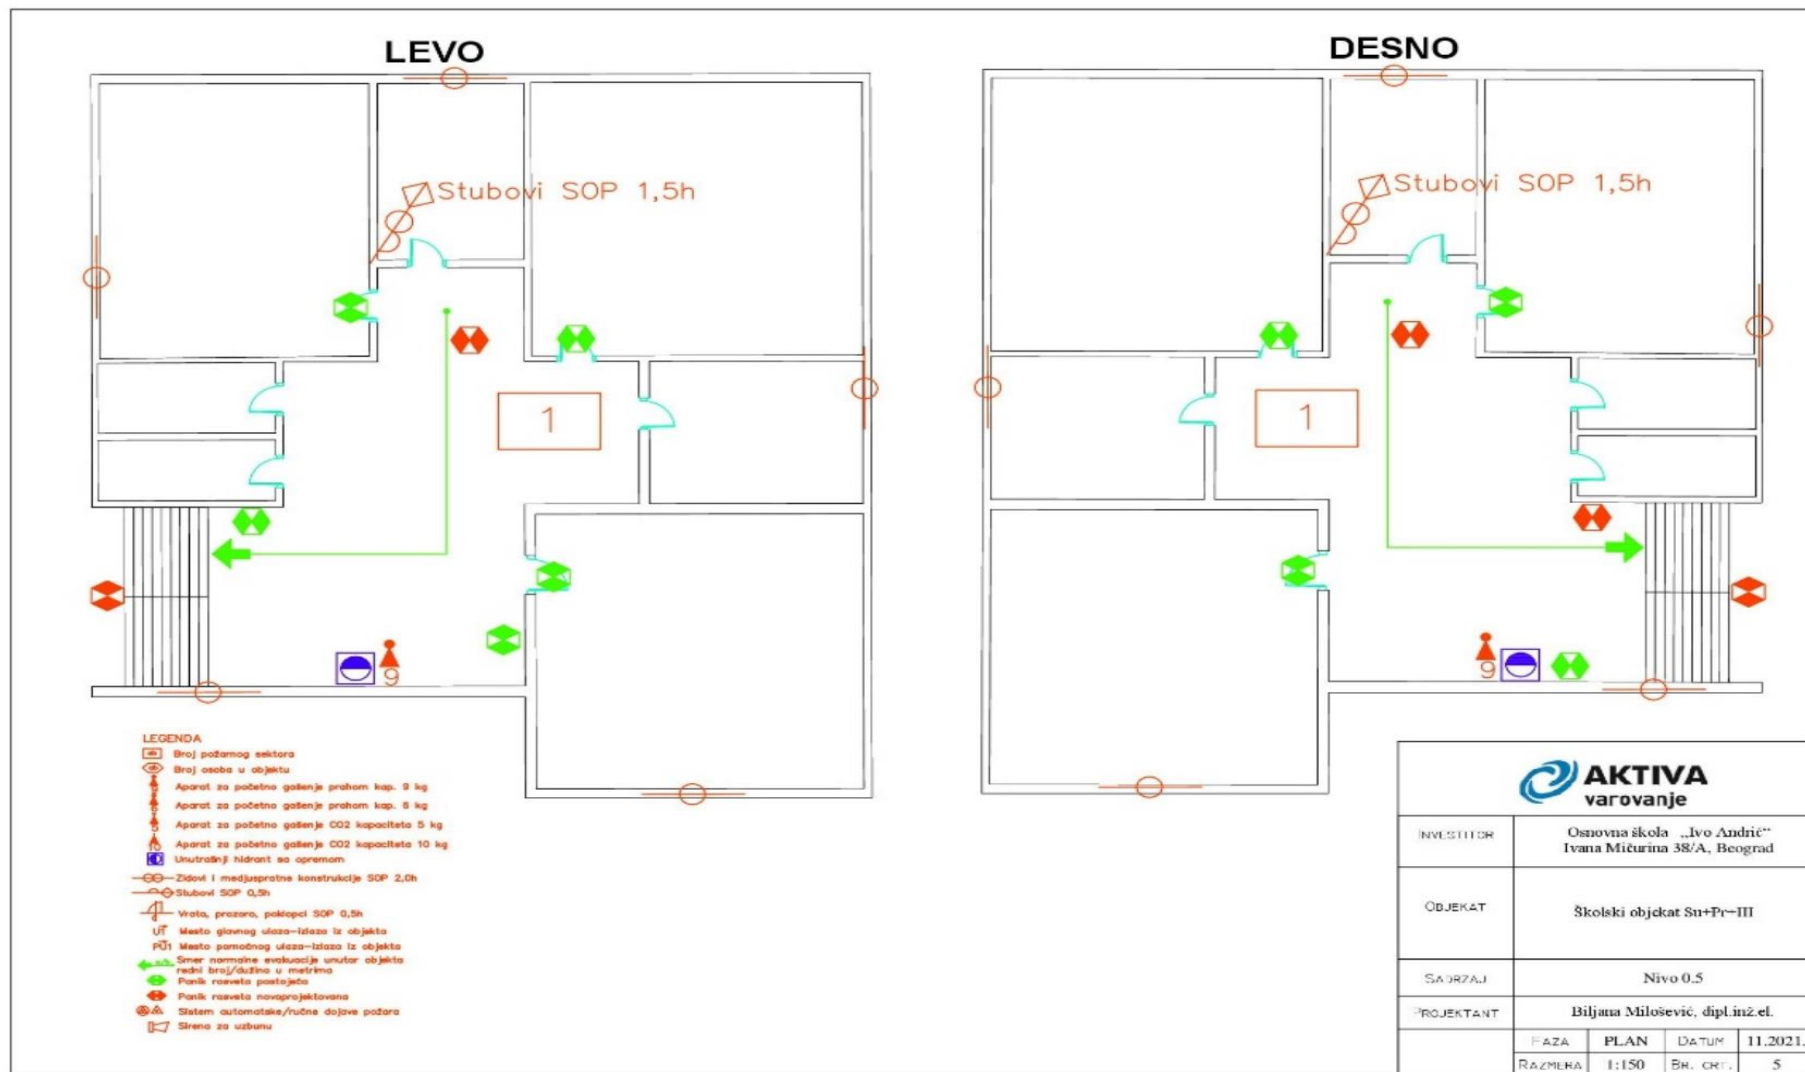 LEVO
DESNO
Stubovi SOP 1,5h
Stubovi SOP 1,5h
1
1
9
9
LEGENDA
Broj požarnog sektora
Broj osoba u objektu
Aparat za početno gašenje prahom kap. 9 kg
Aparat za početno gašenje prahom kap. 6 kg
Aparat za početno gašenje CO2 kapaciteta 5 kg
Aparat za početno gašenje CO2 kapaciteta 10 kg
Unutrašnji hidrant sa opremom
Zidovi i medjuspratne konstrukcije SOP 2,0h
Stubovi SOP 0,5h
Vrata, prozora, poklopci SOP 0,5h
Mesto glavnog ulaza-izlaza iz objekta
Mesto pomoćnog ulaza-izlaza iz objekta
Smer normalne evakuacije unutar objekta
redni broj/dužina u metrima
Panik rasveta postojeća
Panik rasveta novoprojektovana
Sistem automatske/ručne dojave požara
Sirena za uzbunu
AKTIVA
varovanje
INVESTITOR
Osnovna škola „Ivo Andrić“
Ivana Mičurina 38/A, Beograd
OBJEKAT
Školski objekat Su+Pr+III
SADRZAJ
Nivo 0.5
PROJEKTANT
Biljana Milošević, dipl.inž.el.
FAZA PLAN DATUM 11.2021.
RAZMERA 1:150 BR. CRT. 5